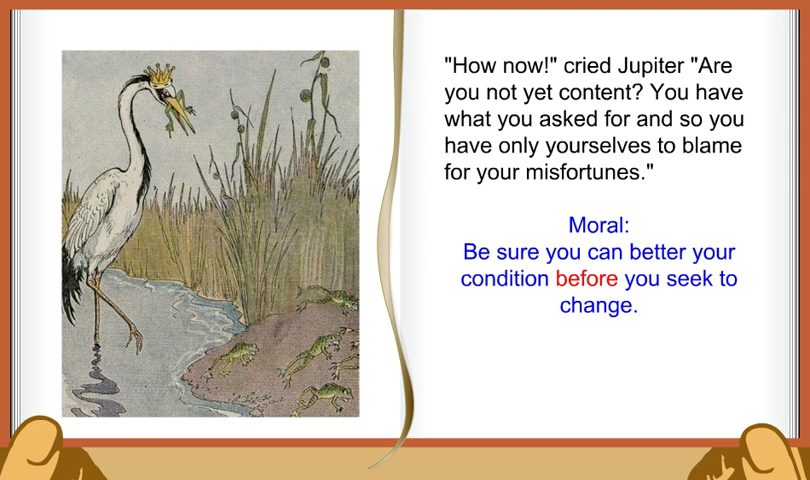 "How now!" cried Jupiter "Are
you not yet content? You have
what you asked for and so you
have only yourselves to blame
for your misfortunes."
Moral:
Be sure you can better your
condition before you seek to
change.